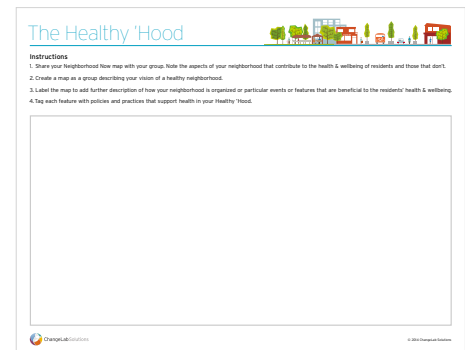 The Healthy 'Hood
Instructions
1. Share your Neighborhood Now map with your group. Note the aspects of your neighborhood that contribute to the health & wellbeing of residents and those that don't.
2. Create a map as a group describing your vision of a healthy neighborhood.
3. Label the map to add further description of how your neighborhood is organized or particular events or features that are beneficial to the residents' health & wellbeing.
4. Tag each feature with policies and practices that support health in your Healthy 'Hood.
ChangeLabSolutions
© 2014 ChangeLab Solutions